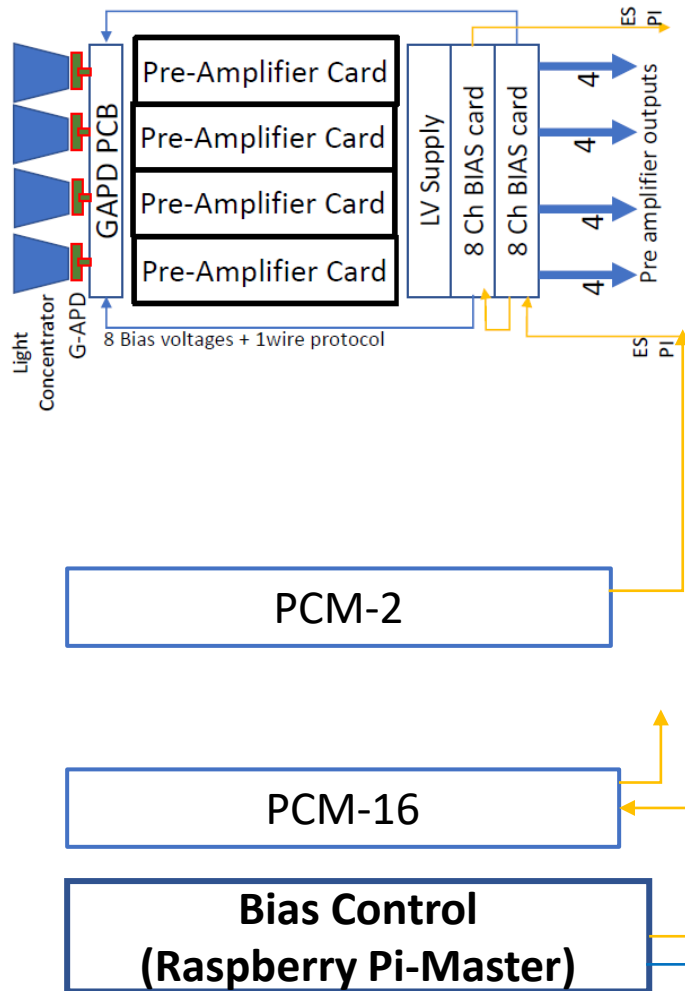 ES
PI
Pre-Amplifier Card
Pre-Amplifier Card
Pre-Amplifier Card
Pre-Amplifier Card
GAPD PCB
LV Supply
8 Ch BIAS card
8 Ch BIAS card
4
4
4
4
Pre amplifier outputs
Light
Concentrator
G-APD
8 Bias voltages + 1wire protocol
ES
PI
PCM-2
PCM-16
Bias Control
(Raspberry Pi-Master)